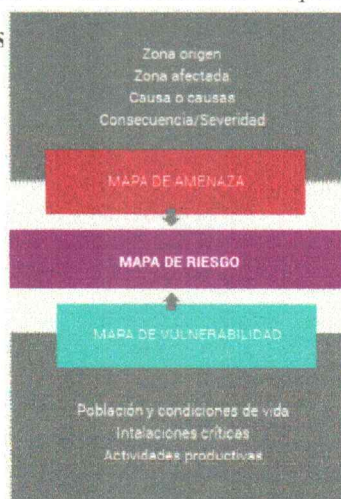 s
Zona origen
Zona afectada
Causa o causas
Consecuencia/Severidad
MAPA DE AMENAZA
MAPA DE RIESGO
MAPA DE VULNERABILIDAD
Población y condiciones de vida
Intalaciones críticas
Actividades productivas